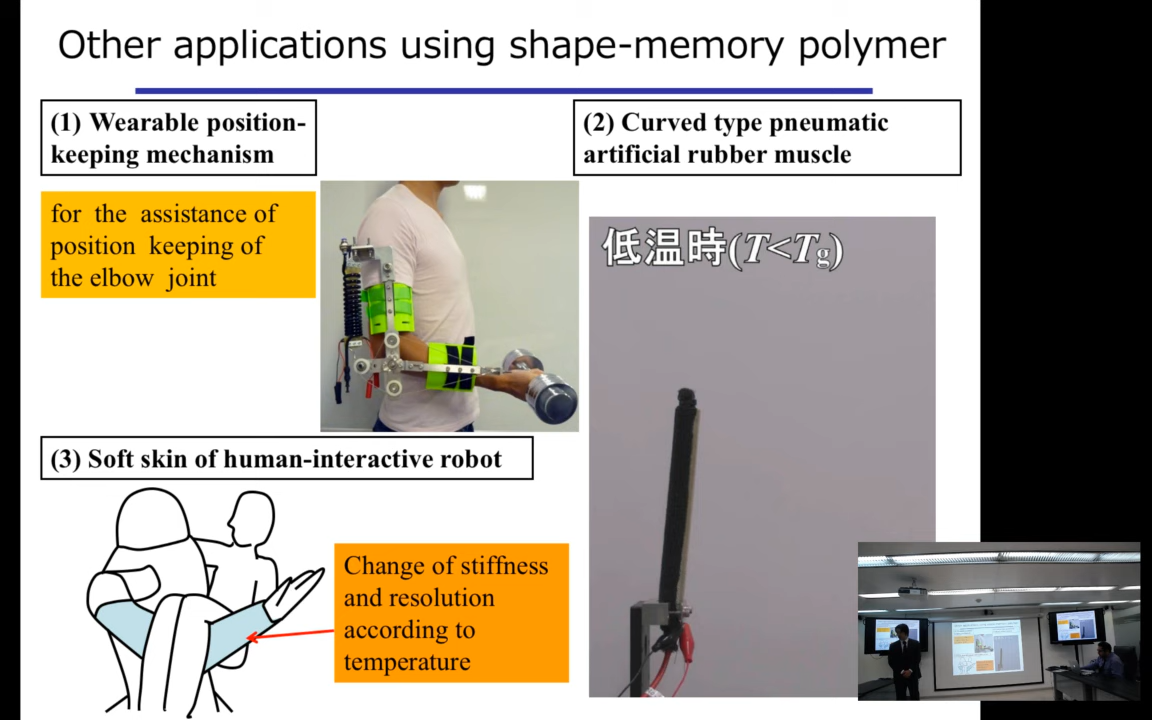 Other applications using shape-memory polymer
(1) Wearable position-
keeping mechanism
for the assistance of
position keeping of
the elbow joint
(2) Curved type pneumatic
artificial rubber muscle
低温時(T<Tg)
(3) Soft skin of human-interactive robot
Change of stiffness
and resolution
according to
temperature